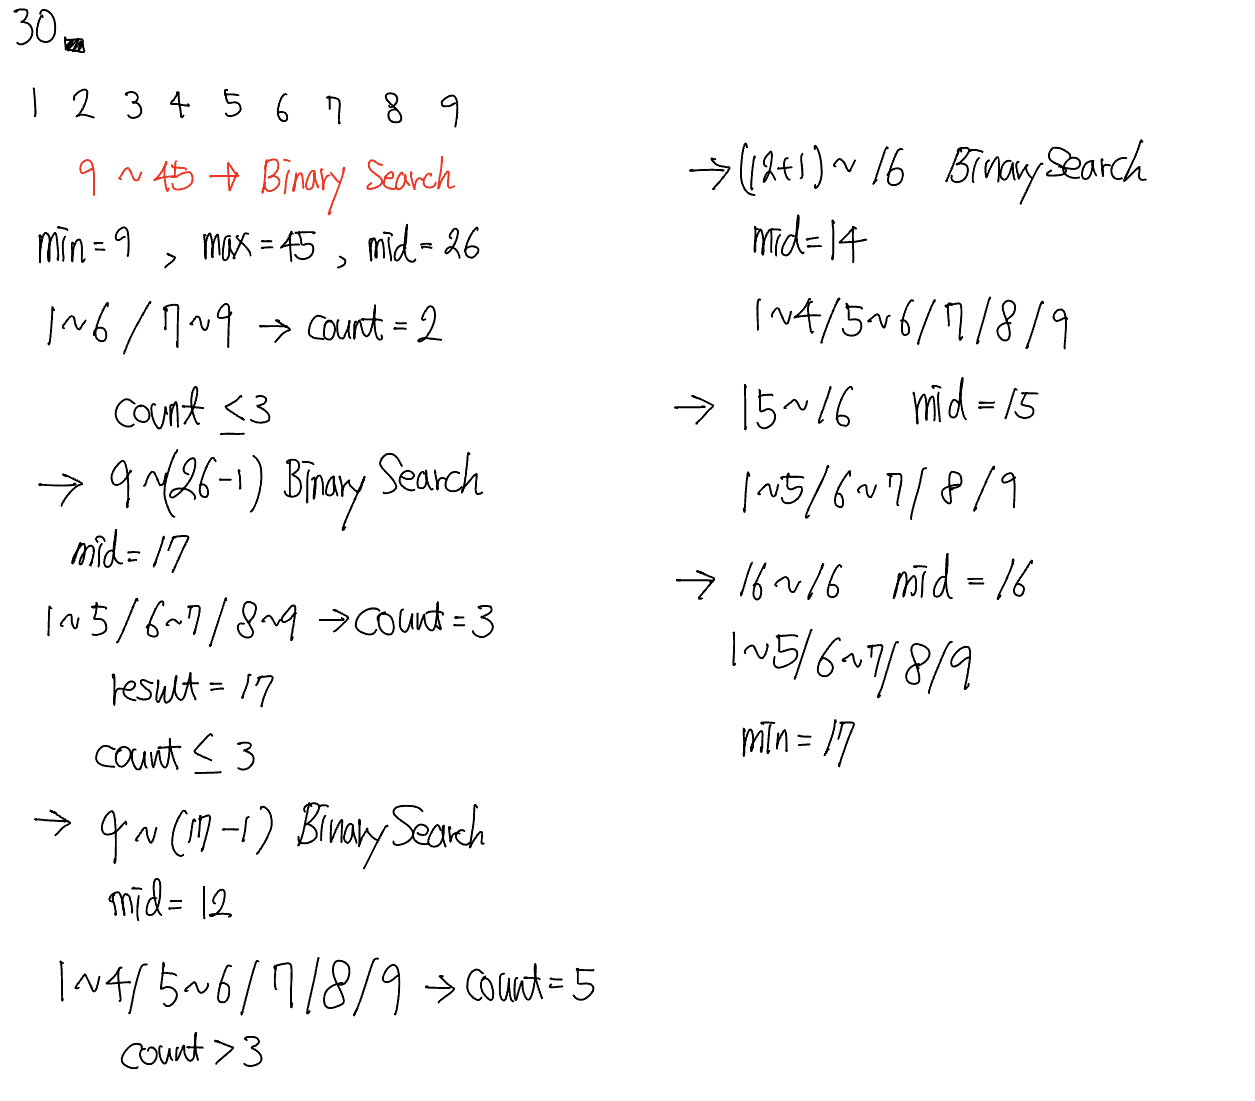 30.
1 2 3 4 5 6 7 8 9
9 ~ 45 → Binary Search
min = 9 , max = 45 , mid = 26
1~6 / 7~9 → count = 2
count ≤ 3
→ 9 ~ (26-1) Binary Search
mid = 17
1~5 / 6~7 / 8~9 → count = 3
result = 17
count ≤ 3
→ 9 ~ (17-1) Binary Search
mid = 12
1~4 / 5~6 / 7 / 8 / 9 → count = 5
count > 3
→ (12+1) ~ 16 Binary Search
mid = 14
1~4 / 5~6 / 7 / 8 / 9
→ 15~16 mid = 15
1~5 / 6~7 / 8 / 9
→ 16~16 mid = 16
1~5 / 6~7 / 8 / 9
min = 17